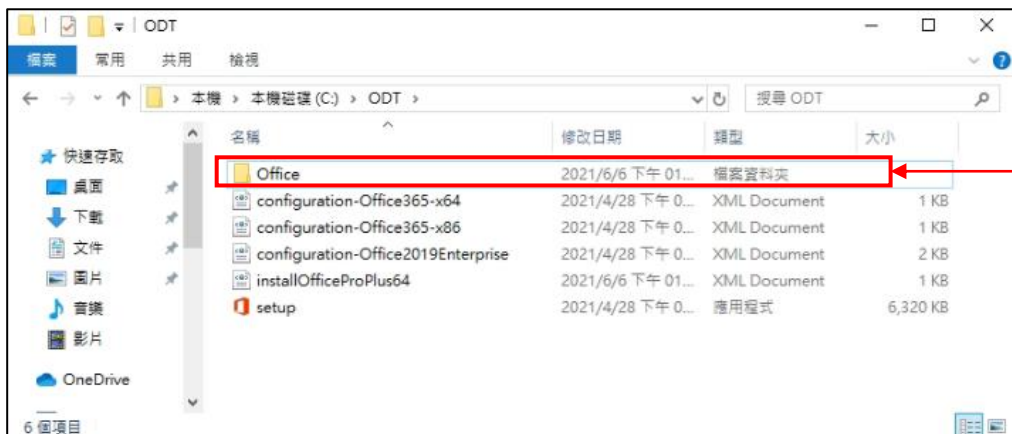 ODT
檔案 常用 共用 檢視
本機 › 本機磁碟 (C:) › ODT › 搜尋 ODT
名稱 修改日期 類型 大小
快速存取
桌面
下載
文件
圖片
音樂
影片
OneDrive
Office 2021/6/6 下午 01... 檔案資料夾
configuration-Office365-x64 2021/4/28 下午 0... XML Document 1 KB
configuration-Office365-x86 2021/4/28 下午 0... XML Document 1 KB
configuration-Office2019Enterprise 2021/4/28 下午 0... XML Document 2 KB
installOfficeProPlus64 2021/6/6 下午 01... XML Document 1 KB
setup 2021/4/28 下午 0... 應用程式 6,320 KB
6 個項目